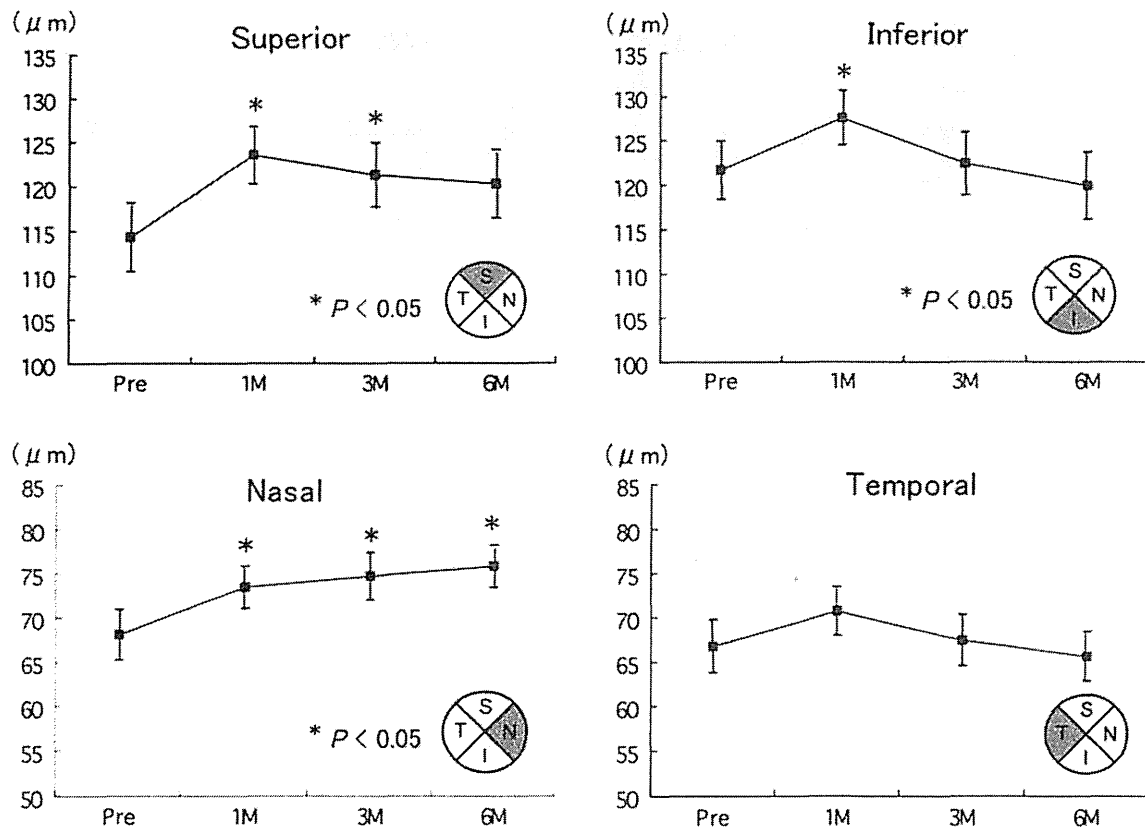 (μm)
Superior
135
130
125
120
115
110
105
100
*
*
* P < 0.05
S
T N
I
Pre 1M 3M 6M
(μm)
Inferior
135
130
125
120
115
110
105
100
*
* P < 0.05
S
T N
I
Pre 1M 3M 6M
(μm)
Nasal
85
80
75
70
65
60
55
50
*
*
*
* P < 0.05
S
T N
I
Pre 1M 3M 6M
(μm)
Temporal
85
80
75
70
65
60
55
50
S
T N
I
Pre 1M 3M 6M